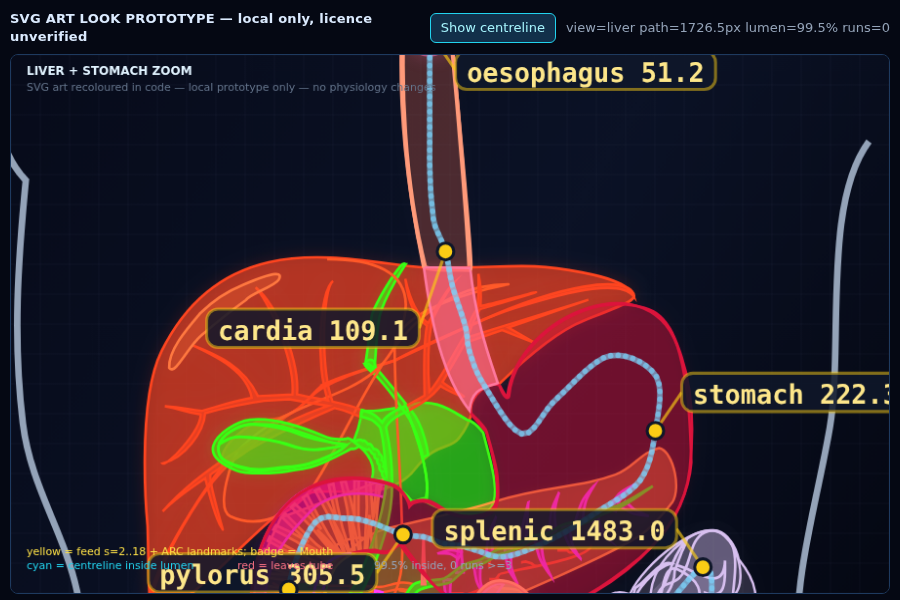 SVG ART LOOK PROTOTYPE — local only, licence
unverified
Show centreline
view=liver path=1726.5px lumen=99.5% runs=0
LIVER + STOMACH ZOOM
SVG art recoloured in code — local prototype only — no physiology changes
oesophagus 51.2
cardia 109.1
stomach 222.3
splenic 1483.0
yellow = feed s=2..18 + ARC landmarks; badge = Mouth
cyan = centreline inside lumen
red = leaves tube
99.5% inside, 0 runs >=3
pylorus 305.5